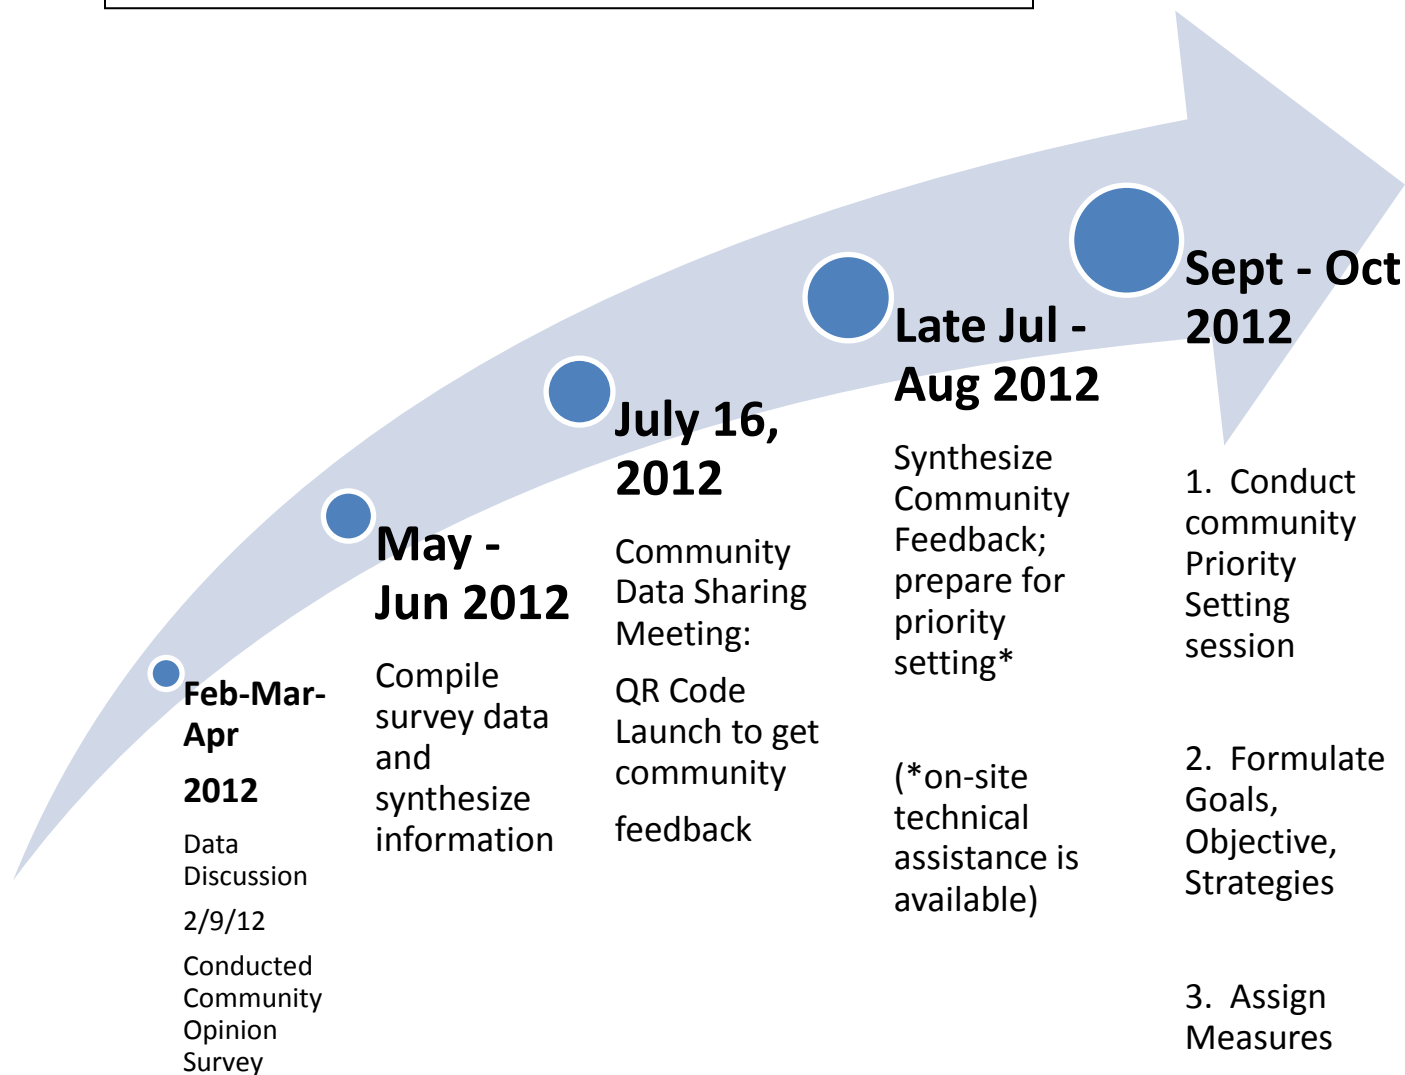 Feb-Mar-
Apr
2012
Data
Discussion
2/9/12
Conducted
Community
Opinion
Survey
May -
Jun 2012
Compile
survey data
and
synthesize
information
July 16,
2012
Community
Data Sharing
Meeting:
QR Code
Launch to get
community
feedback
Late Jul -
Aug 2012
Synthesize
Community
Feedback;
prepare for
priority
setting*
(*on-site
technical
assistance is
available)
Sept - Oct
2012
1. Conduct
community
Priority
Setting
session
2. Formulate
Goals,
Objective,
Strategies
3. Assign
Measures